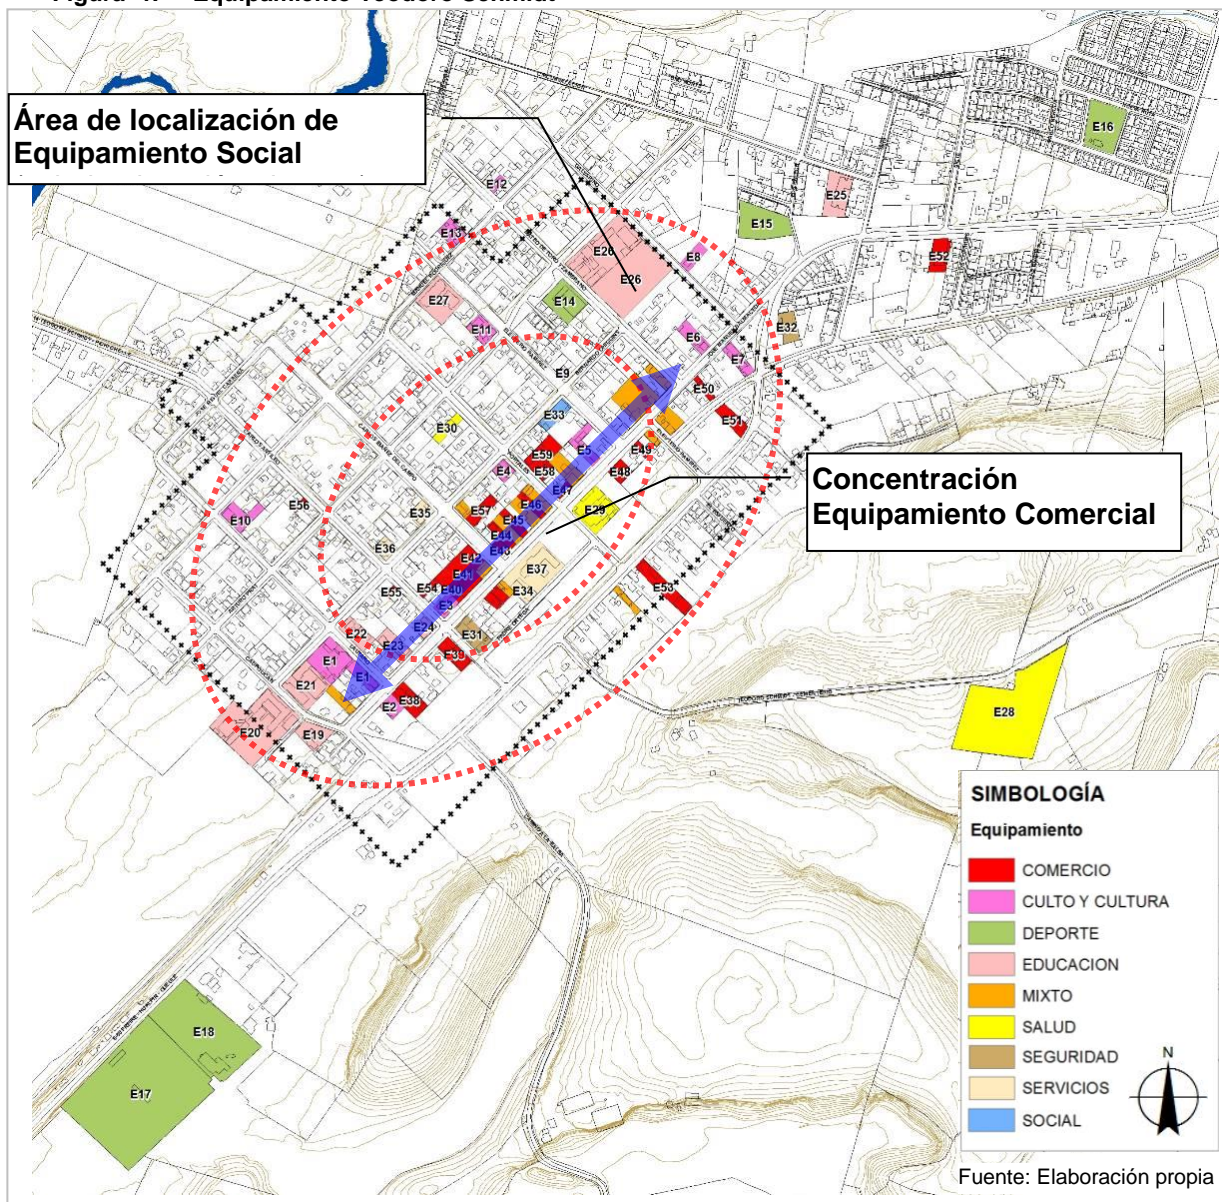 Equipamiento Teodoro Schmidt
Área de localización de
Equipamiento Social
E16
E12
E25
E13
E15
E26
E8
E52
E26
E27
E14
E32
E11
E6
E7
E9
E50
E33
E51
E30
E59
E5
E49
E4
E58
E48
Concentración
Equipamiento Comercial
E47
E56
E57
E46
E29
E10
E35
E45
E44
E43
E36
E42
E37
E41
E53
E55
E54
E40
E34
E3
E24
E31
E22
E23
E39
E1
E1
E21
E2
E38
E28
E20
E19
SIMBOLOGÍA
Equipamiento
COMERCIO
CULTO Y CULTURA
DEPORTE
EDUCACION
MIXTO
SALUD
SEGURIDAD
SERVICIOS
SOCIAL
N
E18
E17
Fuente: Elaboración propia